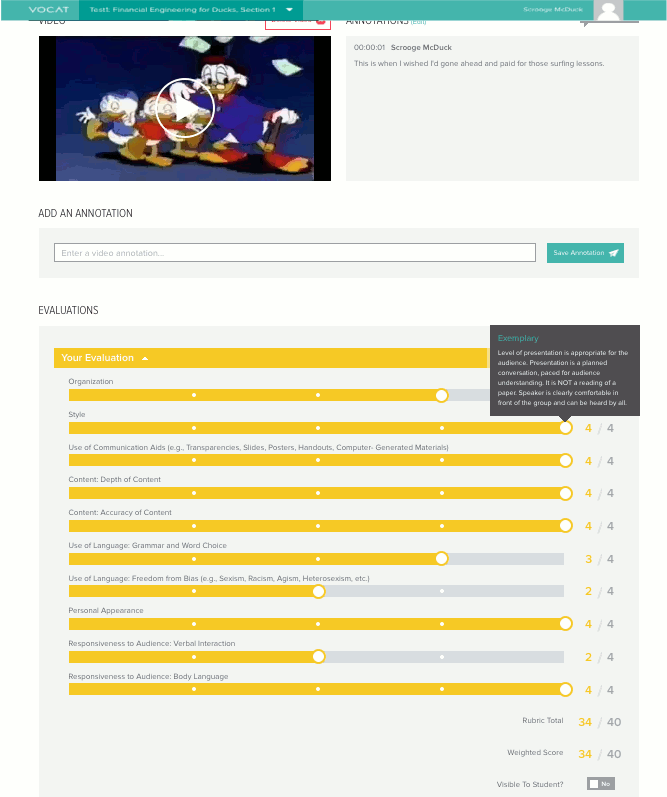 VOCAT
Test1: Financial Engineering for Ducks, Section 1
Scrooge McDuck
VIDEO
ANNOTATIONS (Edit)
00:00:01 Scrooge McDuck
This is when I wished I'd gone ahead and paid for those surfing lessons.
ADD AN ANNOTATION
Enter a video annotation...
Save Annotation
EVALUATIONS
Your Evaluation
Exemplary
Level of presentation is appropriate for the
audience. Presentation is a planned
conversation, paced for audience
understanding. It is NOT a reading of a
paper. Speaker is clearly comfortable in
front of the group and can be heard by all.
Organization
Style
4 / 4
Use of Communication Aids (e.g., Transparencies, Slides, Posters, Handouts, Computer- Generated Materials)
4 / 4
Content: Depth of Content
4 / 4
Content: Accuracy of Content
4 / 4
Use of Language: Grammar and Word Choice
3 / 4
Use of Language: Freedom from Bias (e.g., Sexism, Racism, Agism, Heterosexism, etc.)
2 / 4
Personal Appearance
4 / 4
Responsiveness to Audience: Verbal Interaction
2 / 4
Responsiveness to Audience: Body Language
4 / 4
Rubric Total 34 / 40
Weighted Score 34 / 40
Visible To Student? No